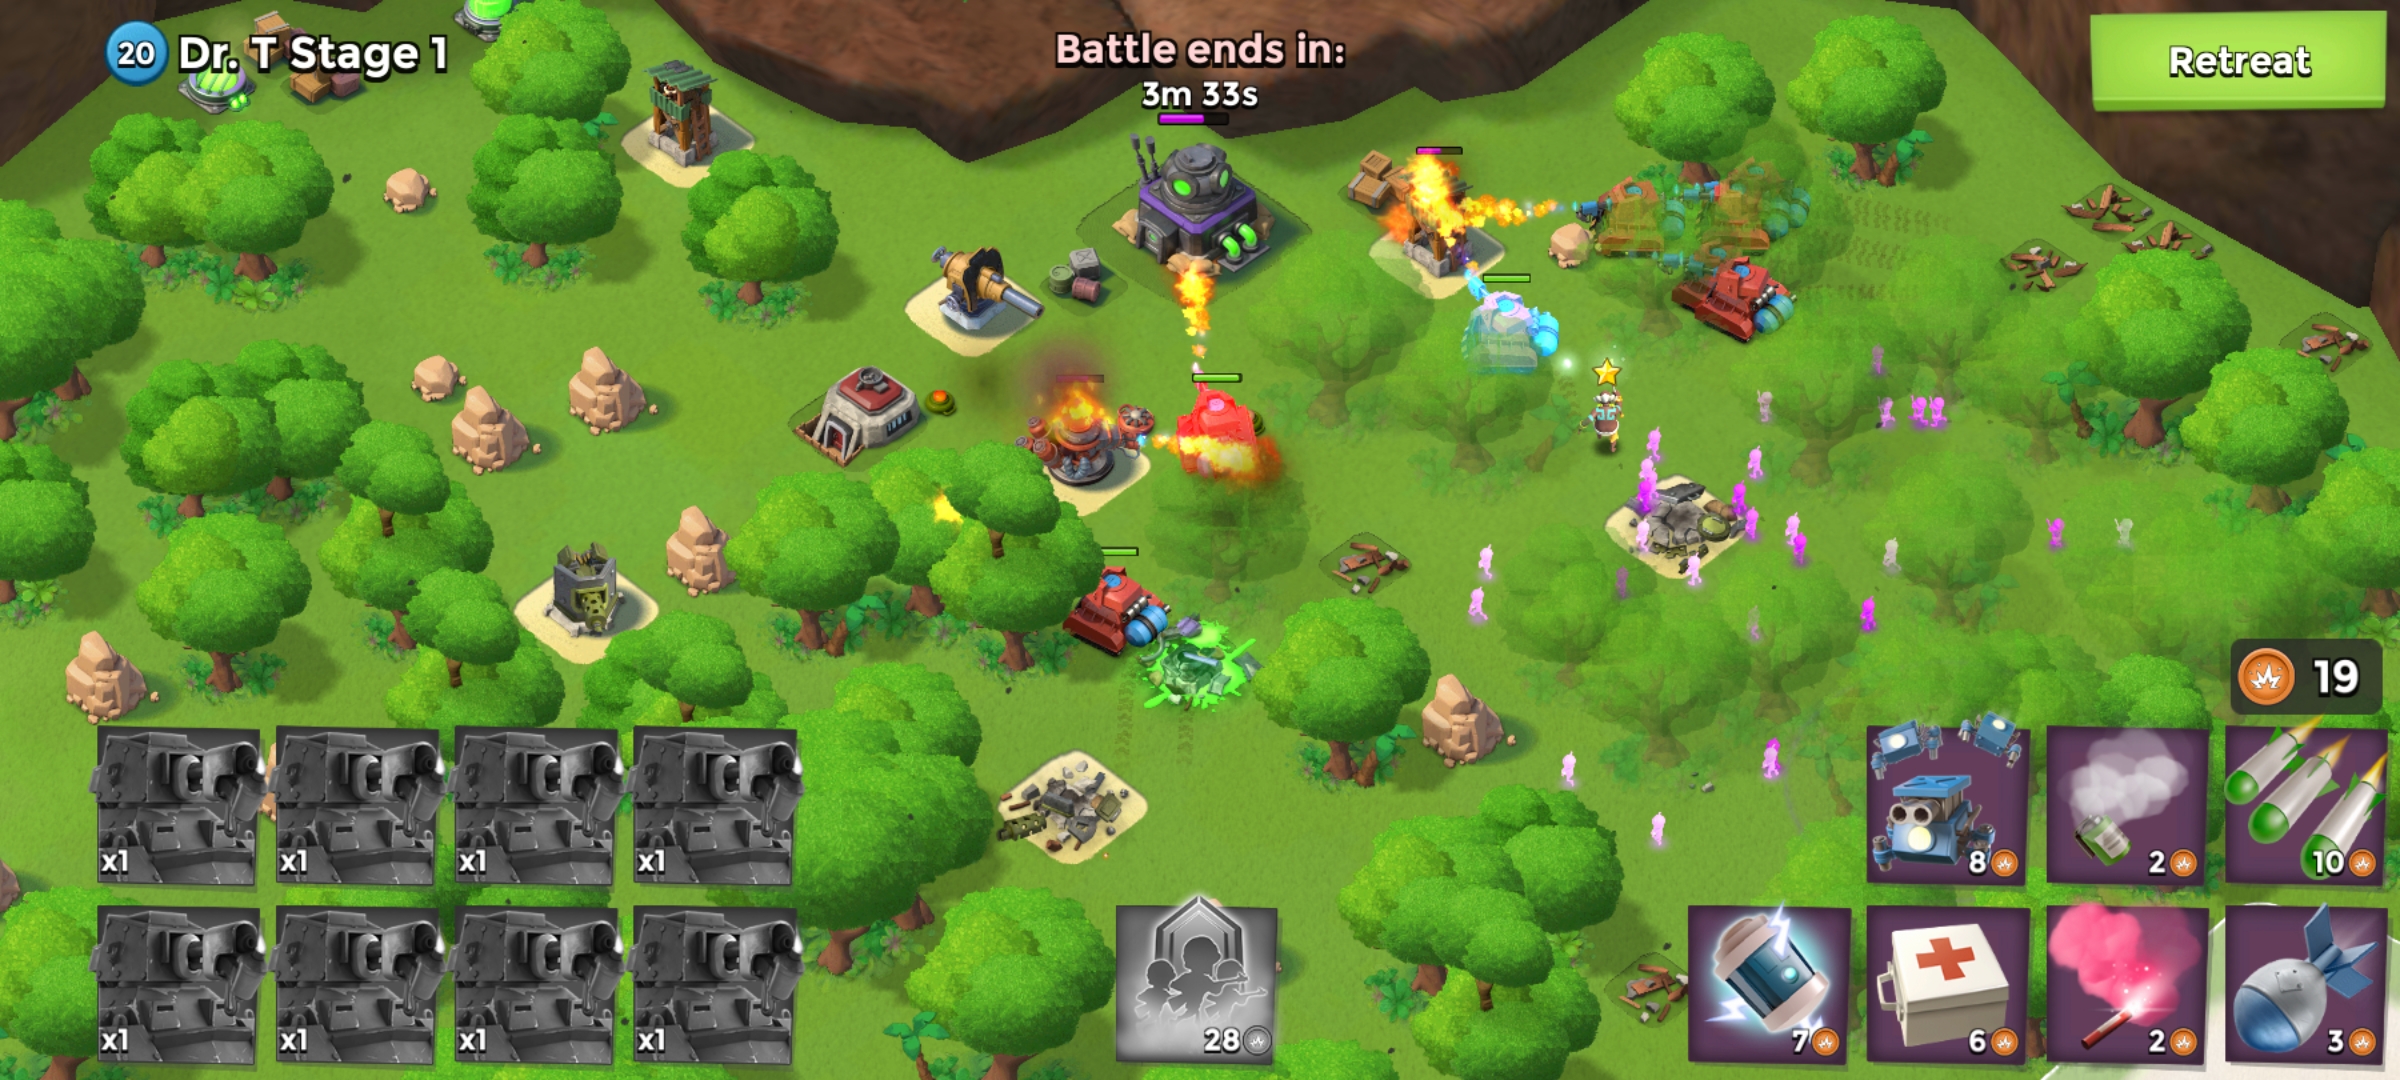 20 Dr. T Stage 1
Battle ends in:
3m 33s
Retreat
19
x1 x1 x1 x1
8 2 10
x1 x1 x1 x1
28
7 6 2 3